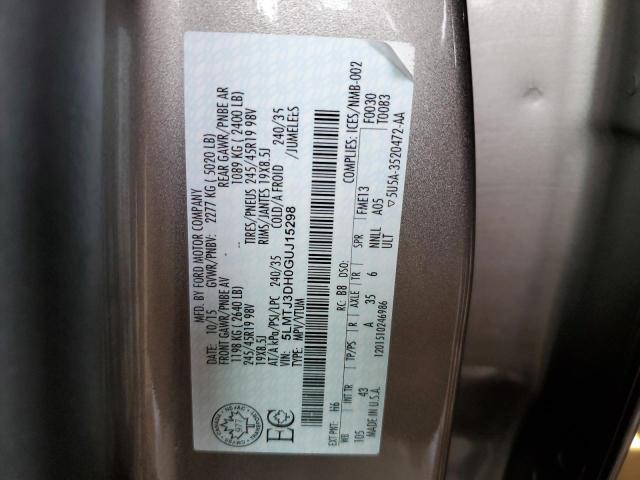 MFD. BY FORD MOTOR COMPANY
10/15 GVWR/PNBV: 2277 KG ( 5020 LB)
FRONT GAWR/PNBE AV REAR GAWR/PNBE AR
1198 KG (2640 LB) 1089 KG (2400 LB)
245/45R19 98V TIRES/PNEUS 245/45R19 98V
19X8.5J RIMS/JANTES 19X8.5J
AT/A kPa/PSI/LPC 240/35 COLD/A FROID 240/35
VIN: 5LMTJ3DH0GUJ15298 /JUMELEES
TYPE: MPV/VTUM
COMPLIES: ICES/NMB-002
F0030
T0083
EXT PNT: H6 RC: B8 DSO: FME13
WB INT TR TP/PS R AXLE TR SPR
105 43 A 35 6 NNLL A05
ULT
MADE IN U.S.A. 1201510246986 ▽5U5A-3520472-AA
EC